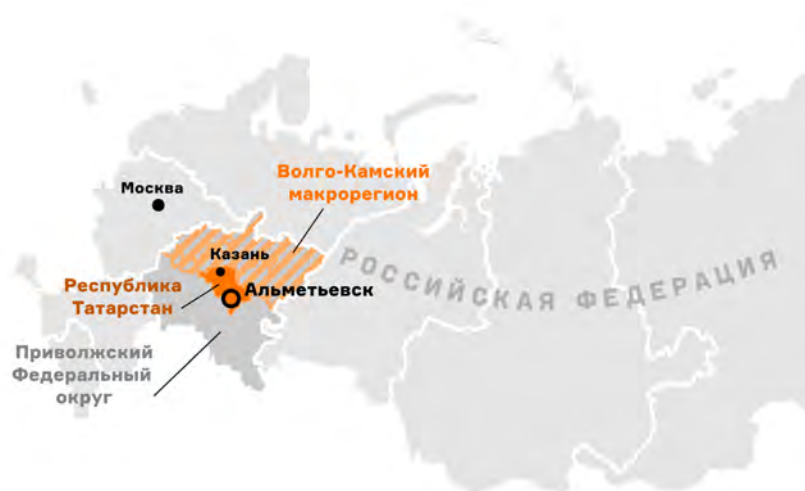 Волго-Камский
макрорегион
Москва
Казань
РОССИЙСКАЯ ФЕДЕРАЦИЯ
Республика
Татарстан
Альметьевск
Приволжский
Федеральный
округ